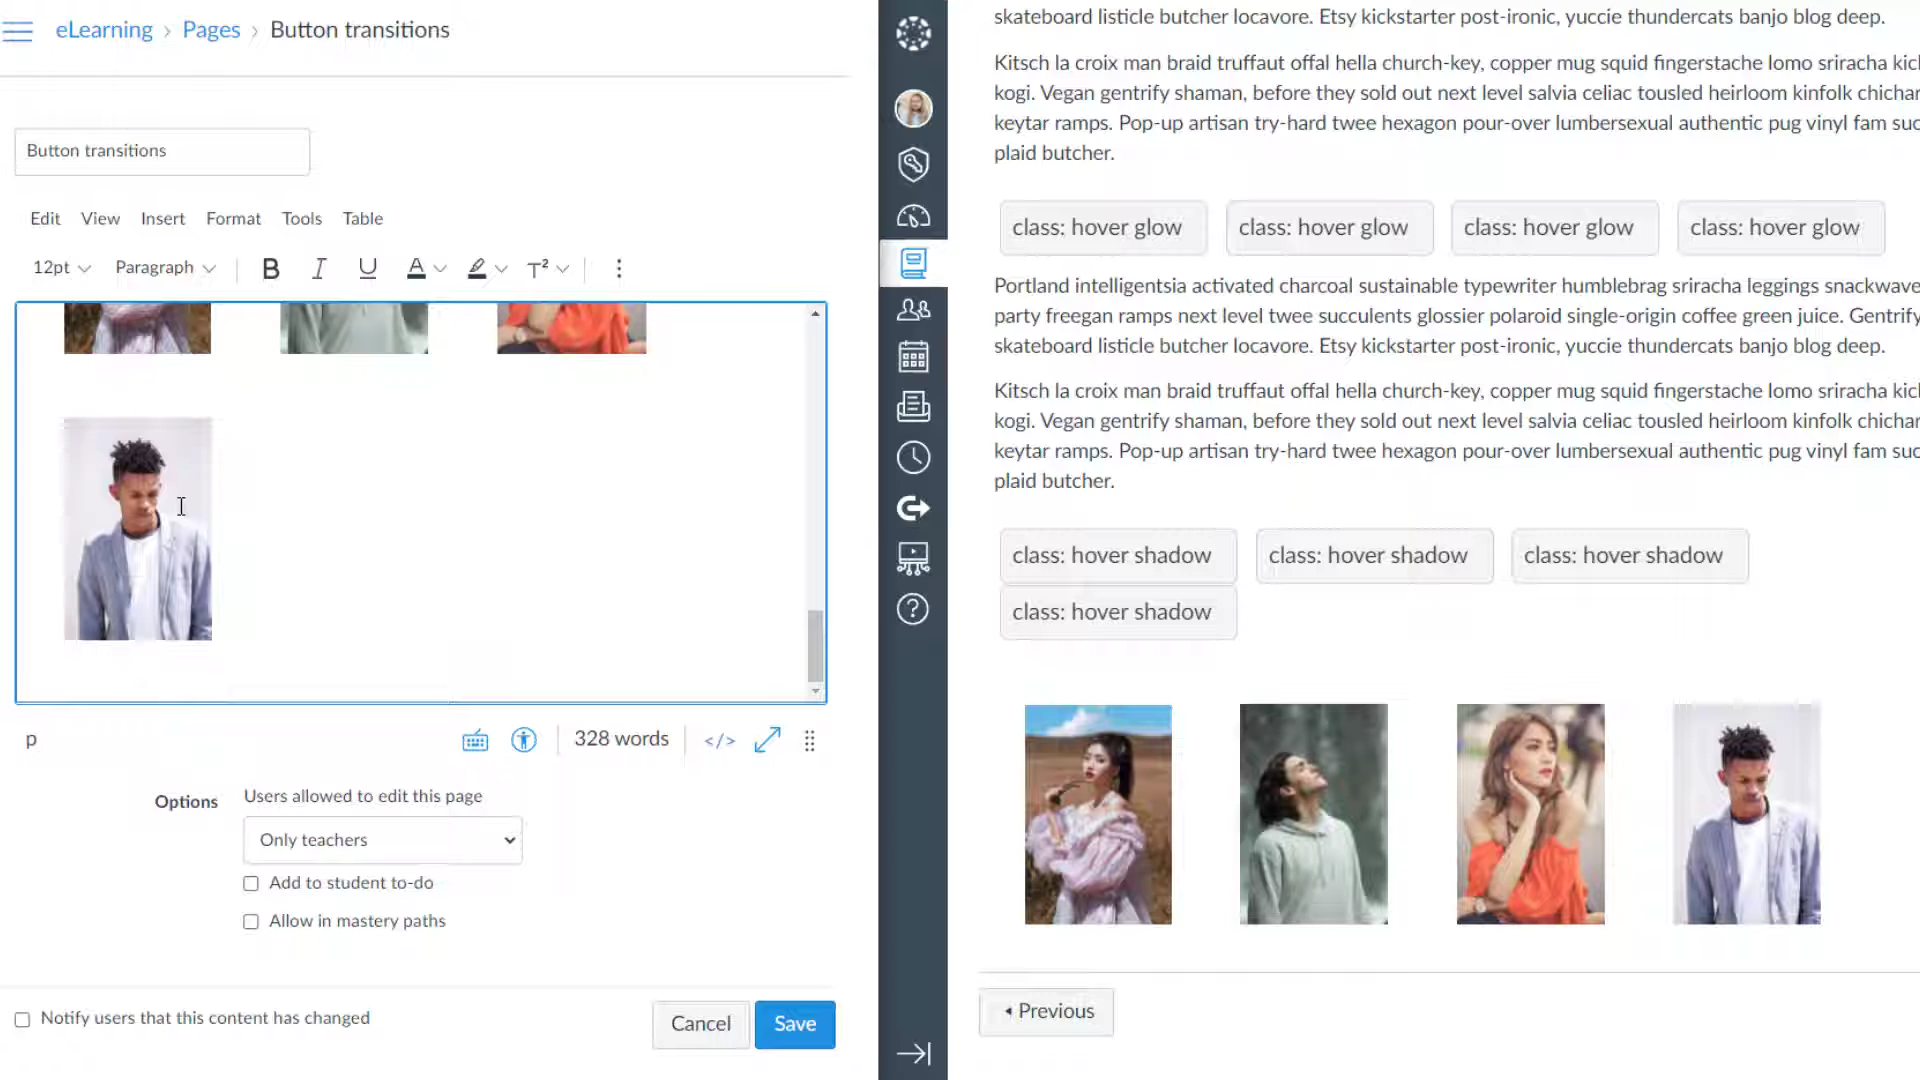 eLearning › Pages › Button transitions
Button transitions
Edit View Insert Format Tools Table
12pt Paragraph B I U A T²
p
328 words </>
Options
Users allowed to edit this page
Only teachers
Add to student to-do
Allow in mastery paths
Notify users that this content has changed
Cancel
Save
skateboard listicle butcher locavore. Etsy kickstarter post-ironic, yuccie thundercats banjo blog deep.
Kitsch la croix man braid truffaut offal hella church-key, copper mug squid fingerstache lomo sriracha
kogi. Vegan gentrify shaman, before they sold out next level salvia celiac tousled heirloom kinfolk
keytar ramps. Pop-up artisan try-hard twee hexagon pour-over lumbersexual authentic pug vinyl fam
plaid butcher.
class: hover glow class: hover glow class: hover glow class: hover glow
Portland intelligentsia activated charcoal sustainable typewriter humblebrag sriracha leggings snackwave
party freegan ramps next level twee succulents glossier polaroid single-origin coffee green juice. Gentrify
skateboard listicle butcher locavore. Etsy kickstarter post-ironic, yuccie thundercats banjo blog deep.
Kitsch la croix man braid truffaut offal hella church-key, copper mug squid fingerstache lomo sriracha
kogi. Vegan gentrify shaman, before they sold out next level salvia celiac tousled heirloom kinfolk
keytar ramps. Pop-up artisan try-hard twee hexagon pour-over lumbersexual authentic pug vinyl fam
plaid butcher.
class: hover shadow class: hover shadow class: hover shadow
class: hover shadow
Previous